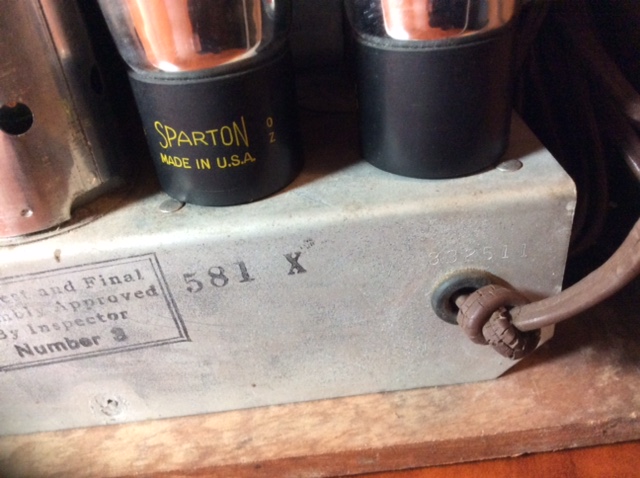 SPARTON
MADE IN U.S.A.
581 X
and Final
Approved
By Inspector
Number 3